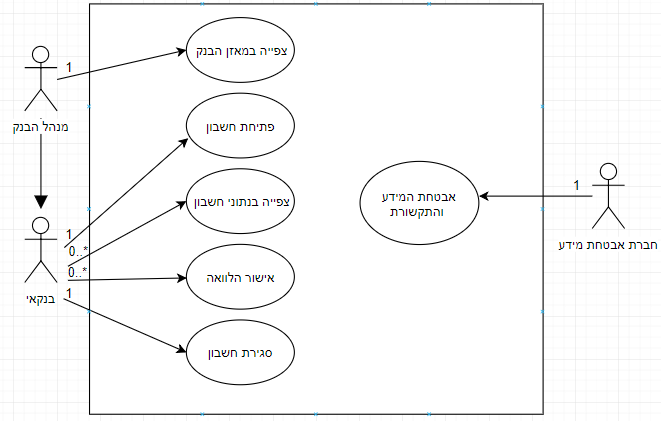 צפייה במאזן הבנק
1
מנהל הבנק
פתיחת חשבון
צפייה בנתוני חשבון
אבטחת המידע
והתקשורת
1
חברת אבטחת מידע
1
0..*
0..*
1
בנקאי
אישור הלוואה
סגירת חשבון